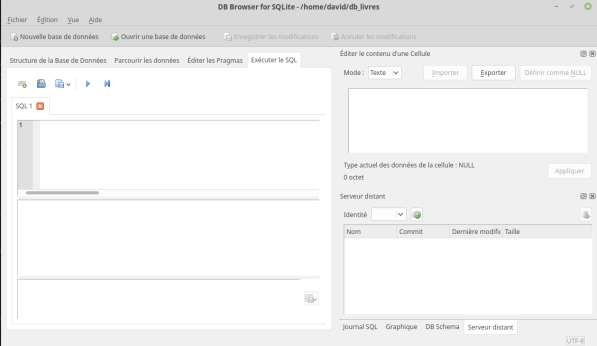 DB Browser for SQLite - /home/david/db_livres
Fichier Édition Vue Aide
Nouvelle base de données Ouvrir une base de données Enregistrer les modifications Annuler les modifications
Structure de la Base de Données Parcourir les données Éditer les Pragmas Exécuter le SQL
SQL 1
1
Éditer le contenu d'une Cellule
Mode : Texte Importer Exporter Définir comme NULL
Type actuel des données de la cellule : NULL
0 octet
Appliquer
Serveur distant
Identité
Nom Commit Dernière modific Taille
Journal SQL Graphique DB Schema Serveur distant
UTF-8